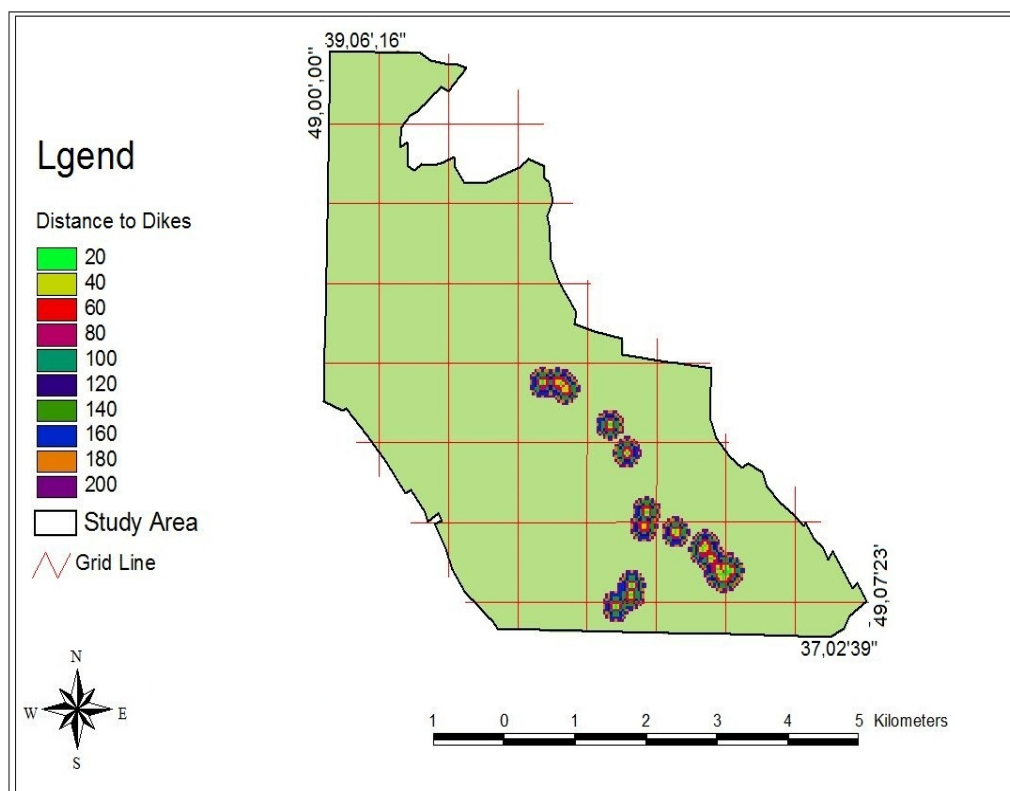 39,06',16"
49,00',00"
Lgend
Distance to Dikes
20
40
60
80
100
120
140
160
180
200
Study Area
Grid Line
49,07'23'
37,02'39"
N
W E
S
1 0 1 2 3 4 5 Kilometers